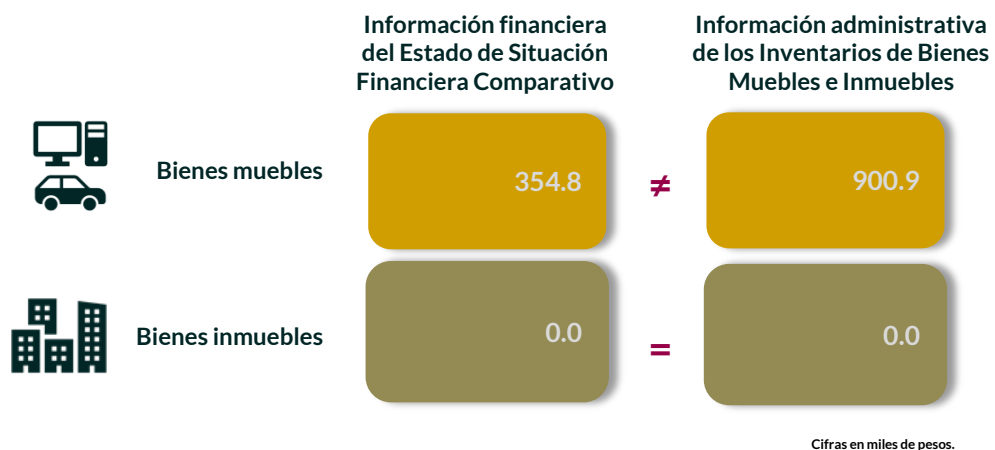 Información financiera
del Estado de Situación
Financiera Comparativo
Información administrativa
de los Inventarios de Bienes
Muebles e Inmuebles
Bienes muebles
354.8
≠
900.9
Bienes inmuebles
0.0
=
0.0
Cifras en miles de pesos.